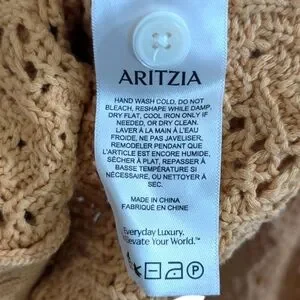 ARITZIA
HAND WASH COLD, DO NOT
BLEACH, RESHAPE WHILE DAMP,
DRY FLAT, COOL IRON ONLY IF
NEEDED, OR DRY CLEAN.
LAVER À LA MAIN À L'EAU
FROIDE, NE PAS JAVELISER,
REMODELER PENDANT QUE
L'ARTICLE EST ENCORE HUMIDE,
SÉCHER À PLAT, REPASSER À
BASSE TEMPÉRATURE SI
NÉCESSAIRE, OU NETTOYER À
SEC.
MADE IN CHINA
FABRIQUÉ EN CHINE
Everyday Luxury.
Elevate Your World.™
P